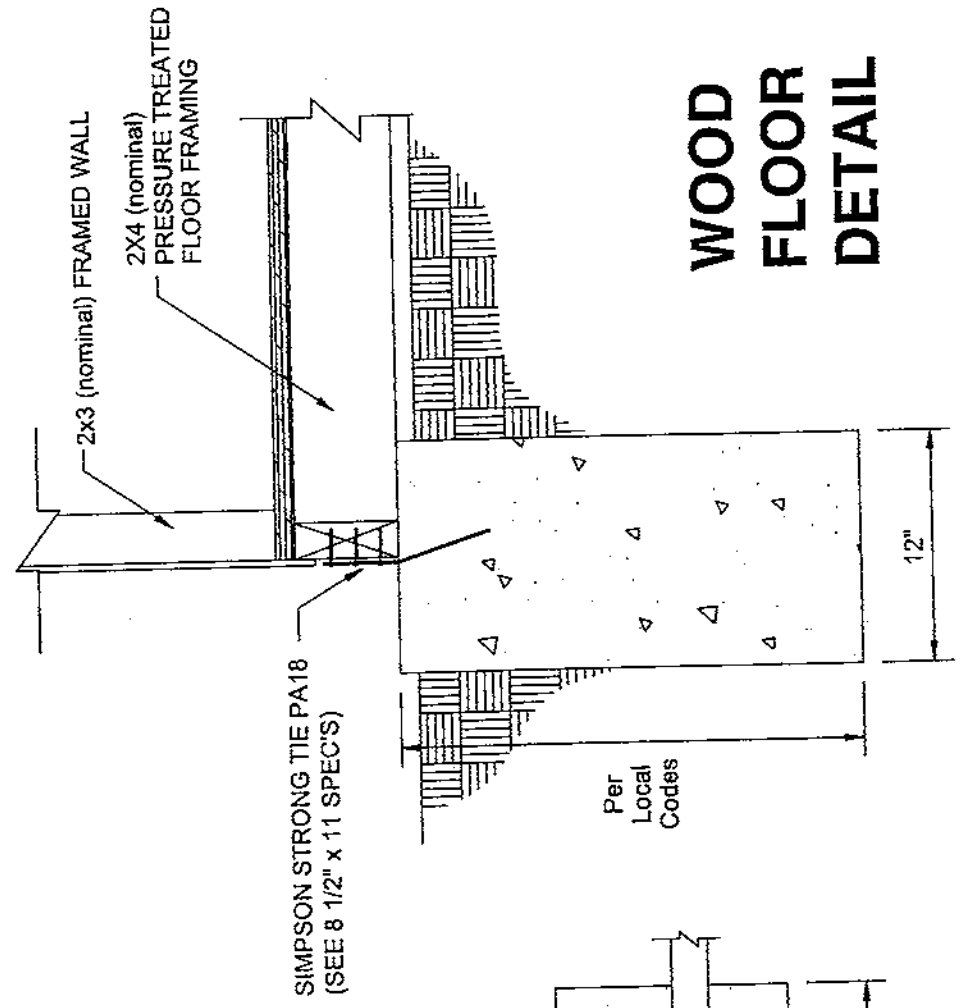 2x3 (nominal) FRAMED WALL
2X4 (nominal)
PRESSURE TREATED
FLOOR FRAMING
SIMPSON STRONG TIE PA18
(SEE 8 1/2" x 11 SPEC'S)
Per
Local
Codes
12"
WOOD
FLOOR
DETAIL